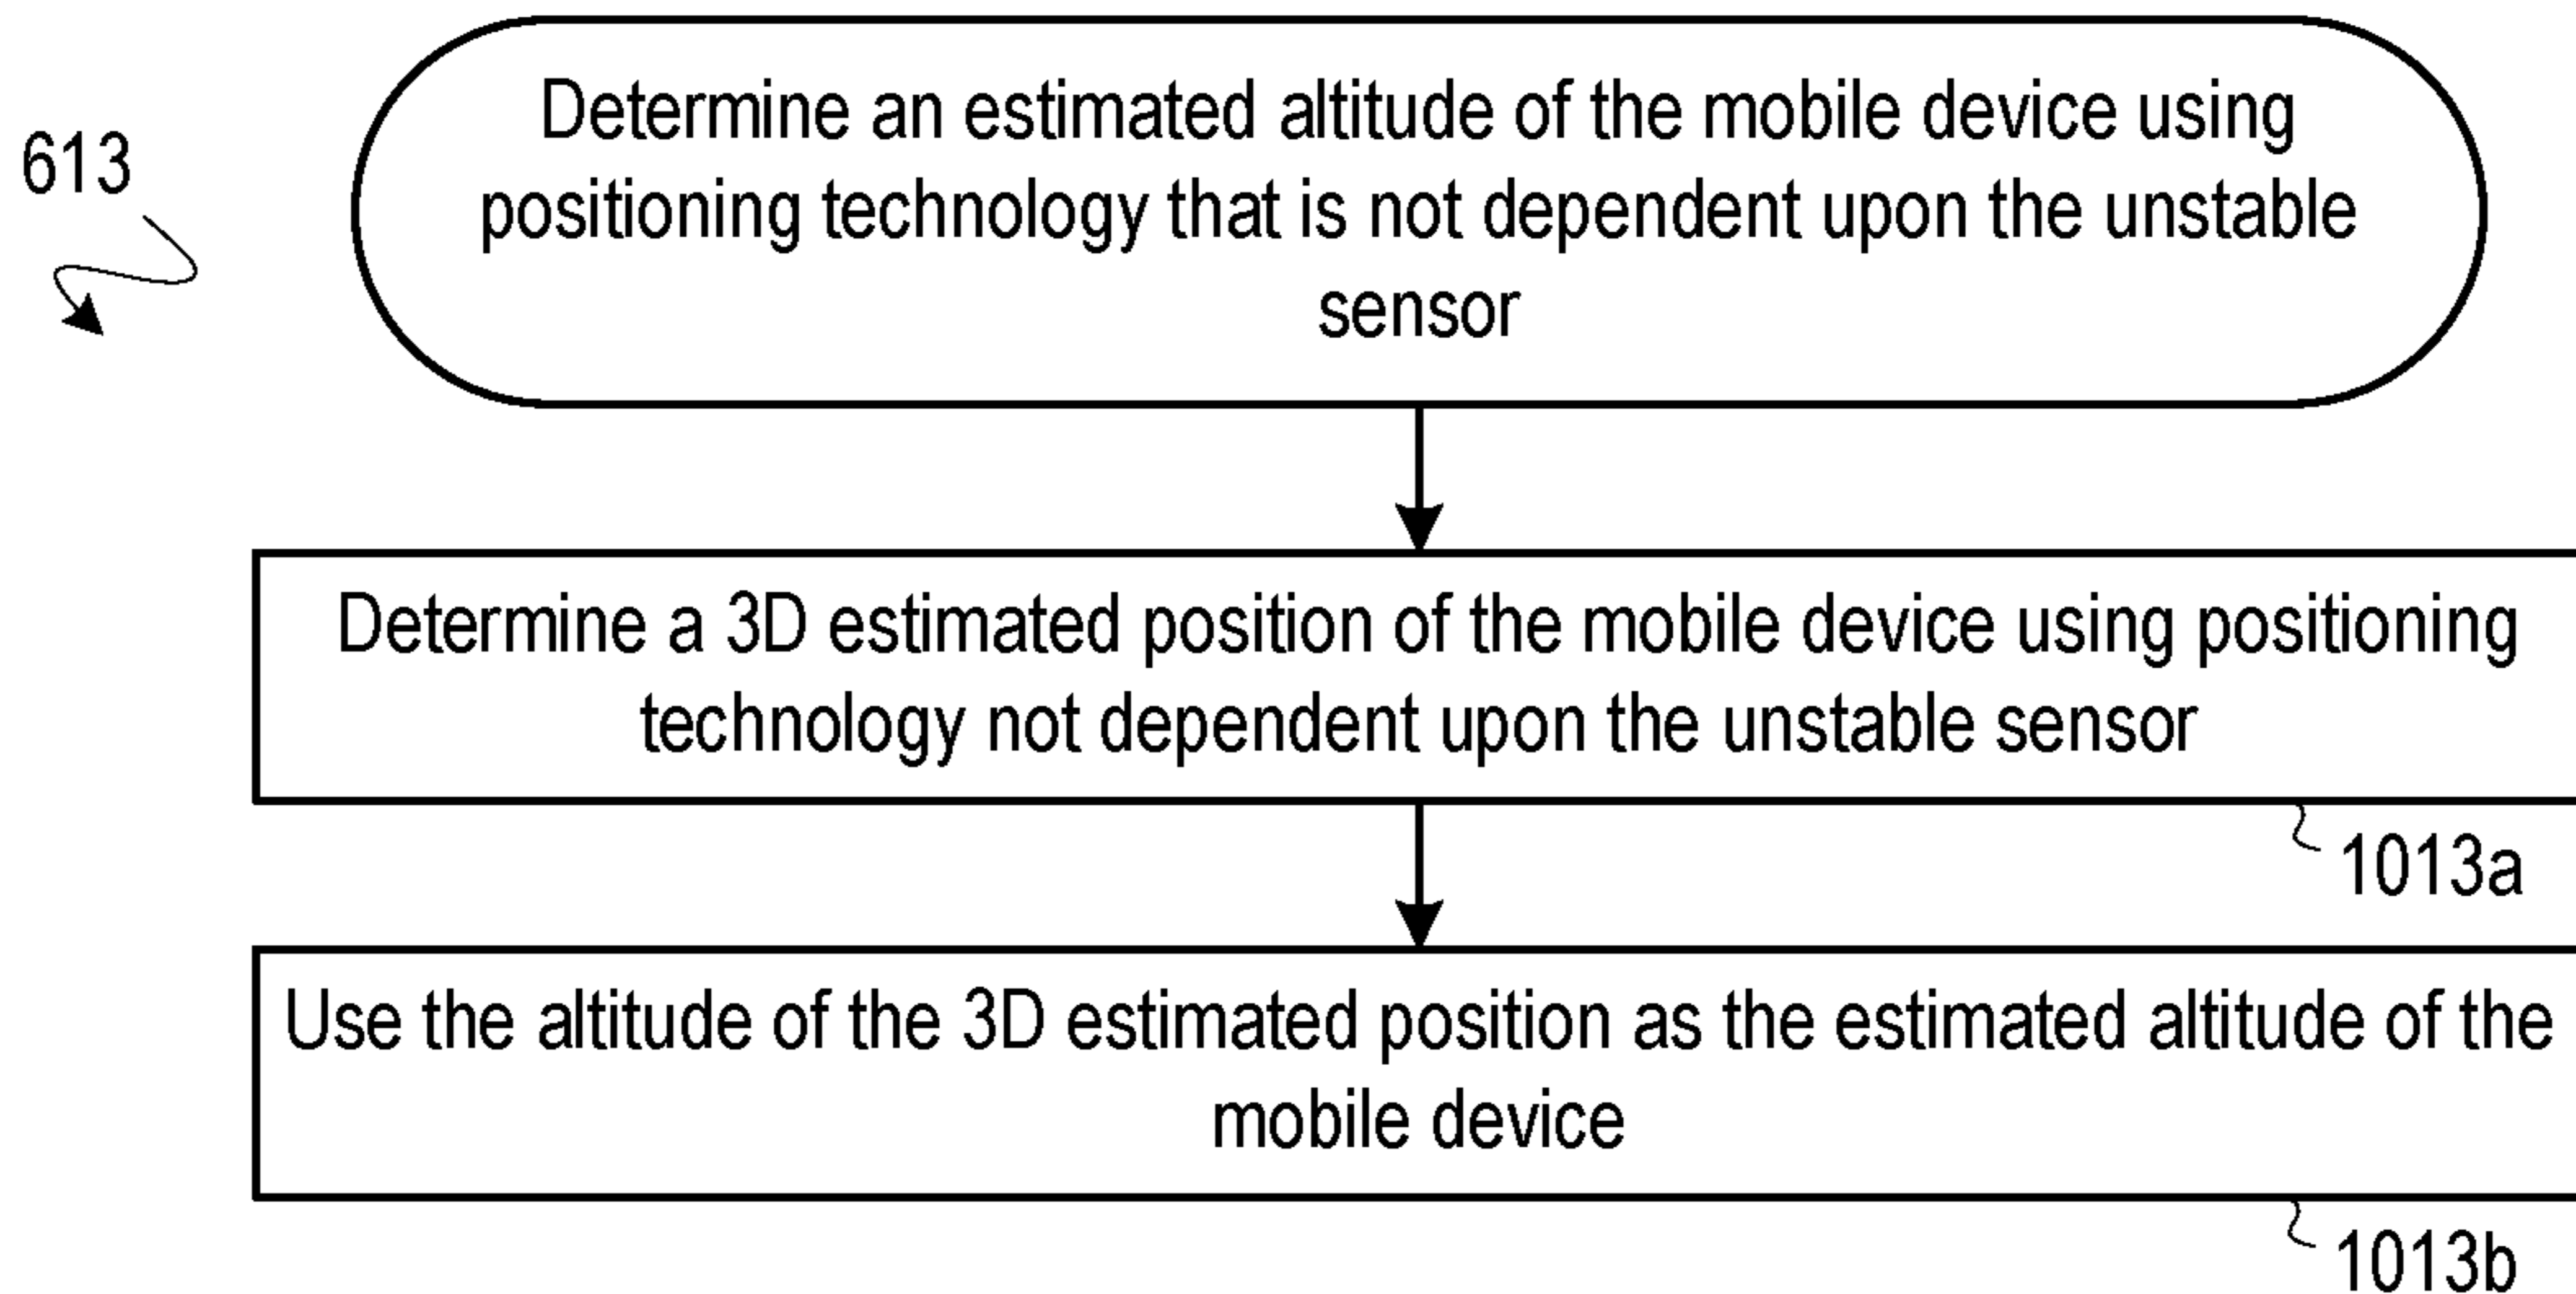 613
Determine an estimated altitude of the mobile device using
positioning technology that is not dependent upon the unstable
sensor
Determine a 3D estimated position of the mobile device using positioning
technology not dependent upon the unstable sensor
1013a
Use the altitude of the 3D estimated position as the estimated altitude of the
mobile device
1013b